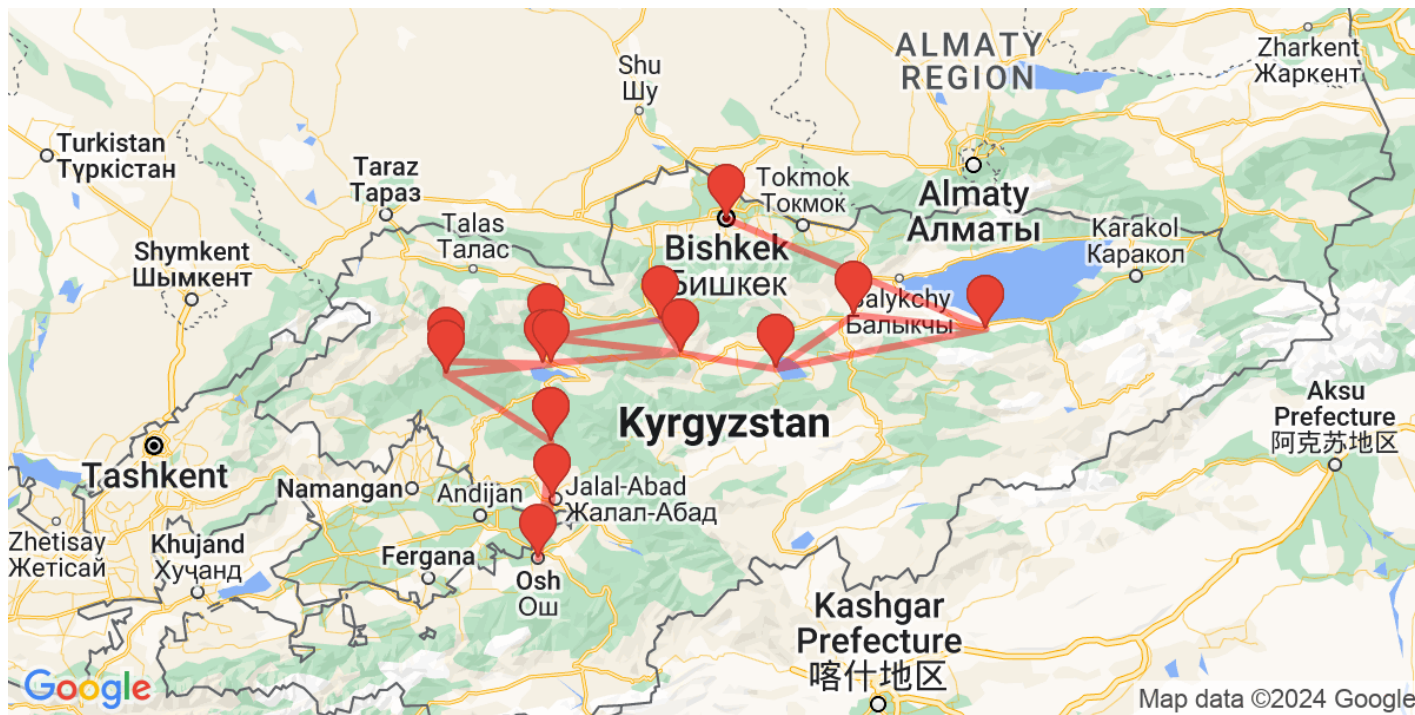 ALMATY
REGION
Zharkent
Жаркент
Shu
Шу
Turkistan
Түркістан
Taraz
Тараз
Tokmok
Токмок
Almaty
Алматы
Talas
Талас
Karakol
Каракол
Shymkent
Шымкент
Bishkek
Бишкек
Balykchy
Балыкчы
Kyrgyzstan
Aksu
Prefecture
阿克苏地区
Tashkent
Namangan
Andijan
Jalal-Abad
Жалал-Абад
Zhetisay
Жетісай
Khujand
Хуҷанд
Fergana
Osh
Ош
Kashgar
Prefecture
喀什地区
Google
Map data ©2024 Google